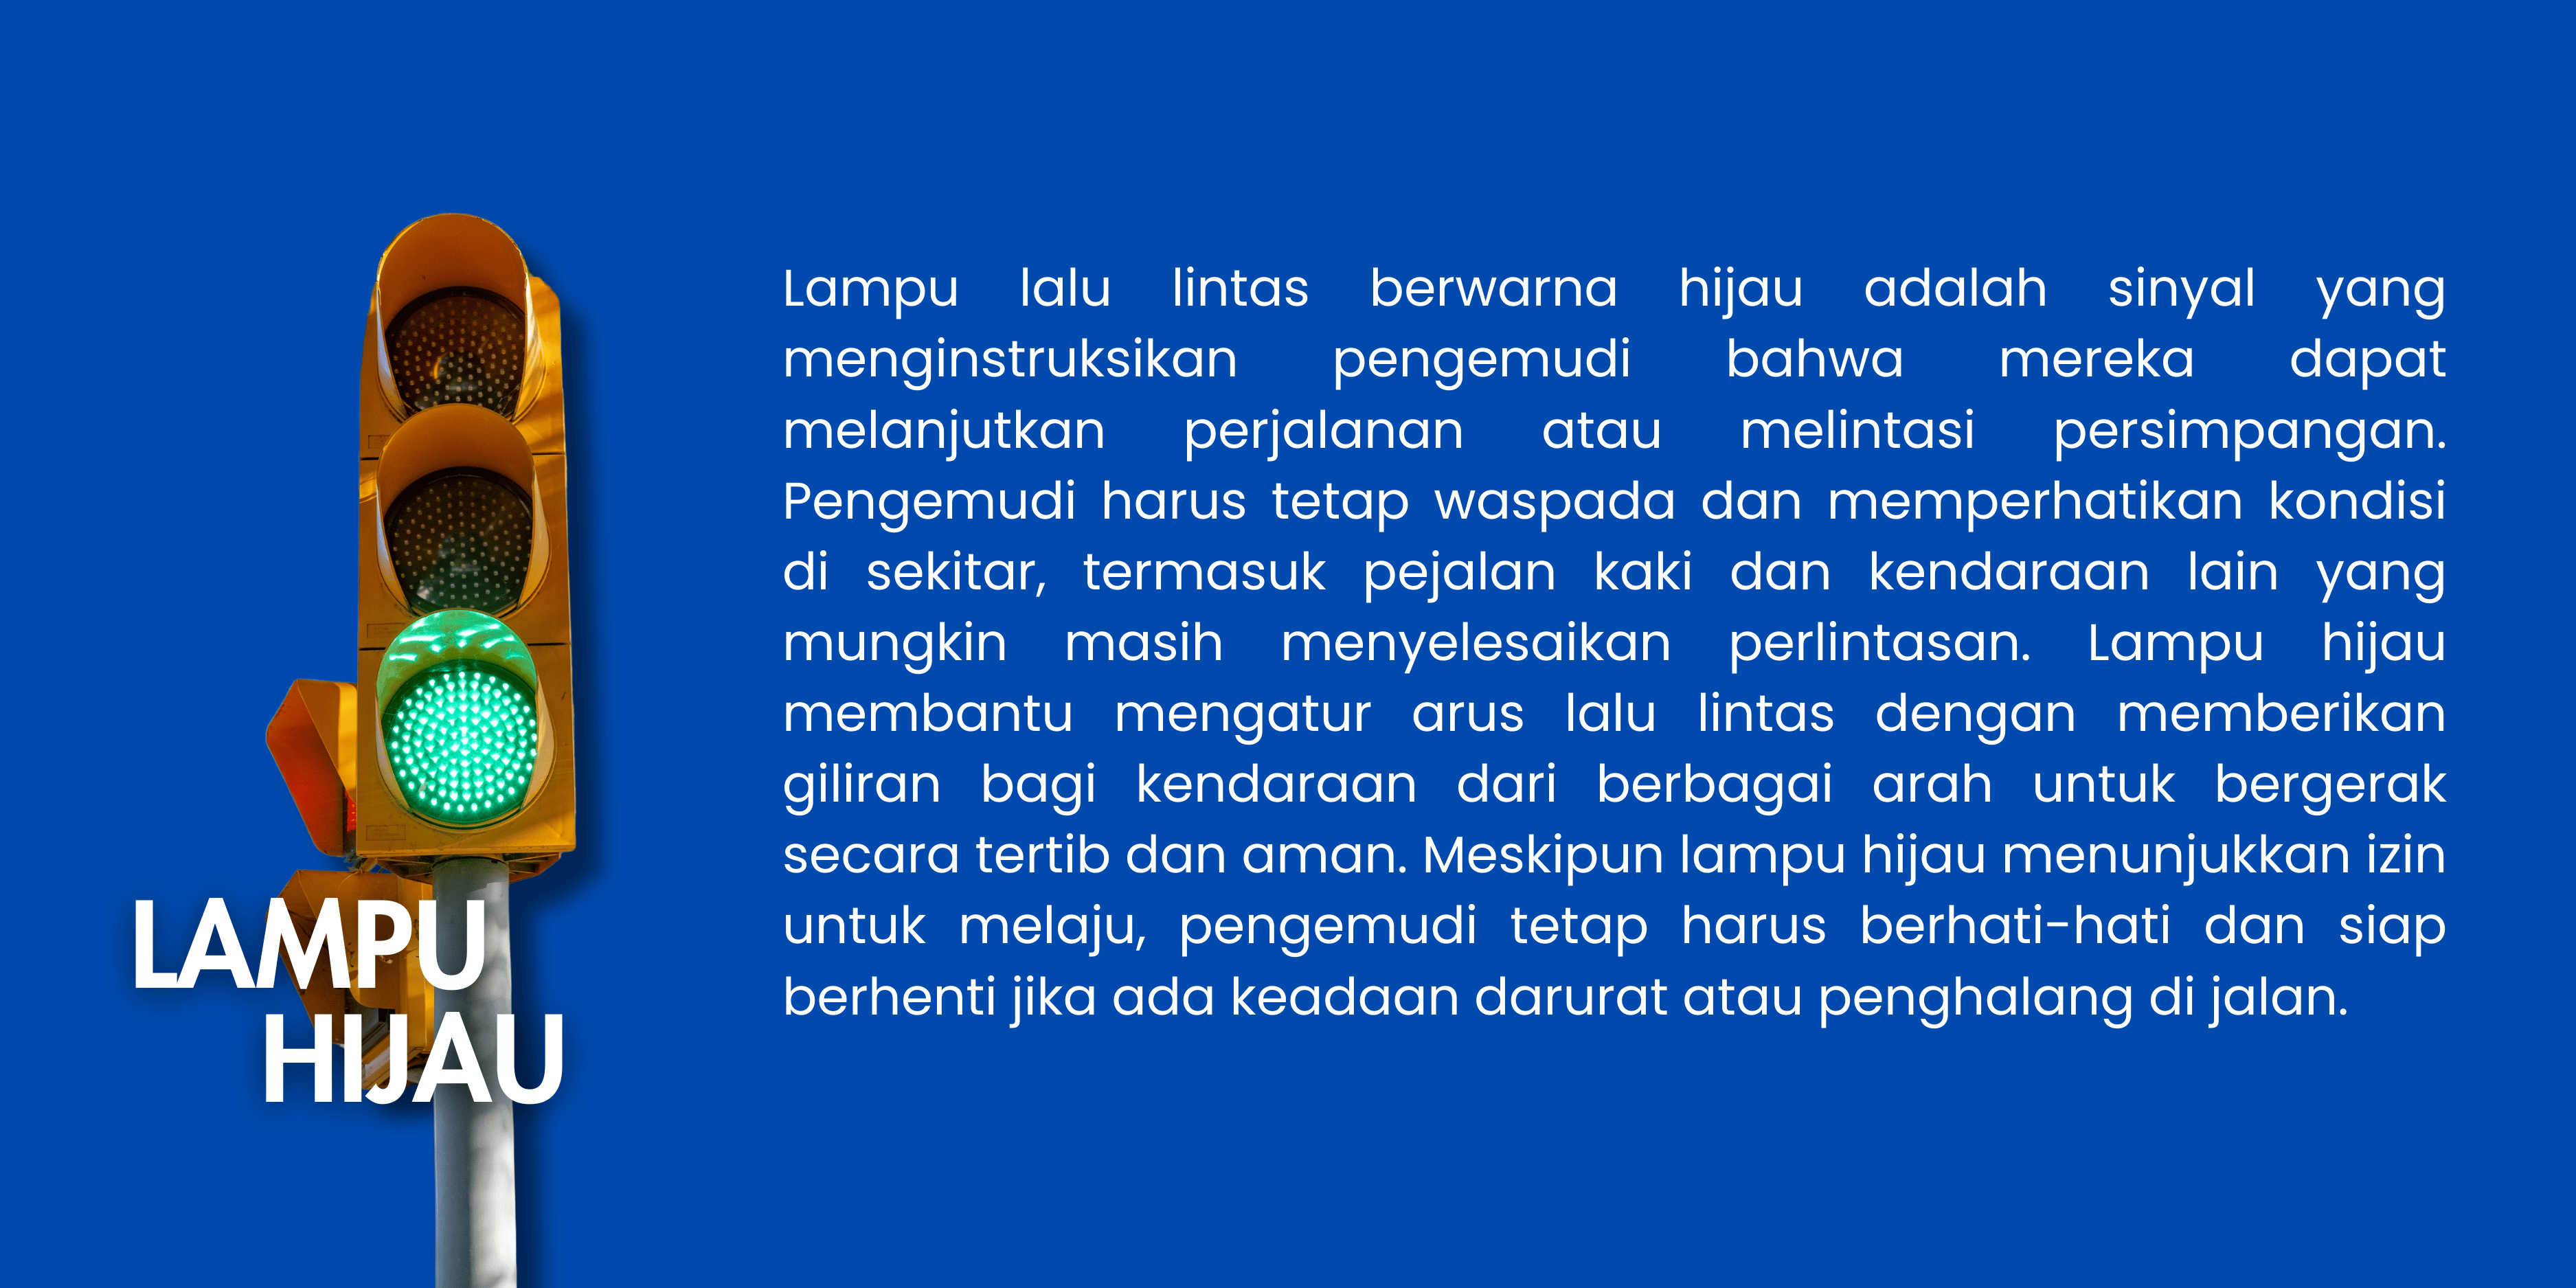 LAMPU
HIJAU
Lampu lalu lintas berwarna hijau adalah sinyal yang
menginstruksikan pengemudi bahwa mereka dapat
melanjutkan perjalanan atau melintasi persimpangan.
Pengemudi harus tetap waspada dan memperhatikan kondisi
di sekitar, termasuk pejalan kaki dan kendaraan lain yang
mungkin masih menyelesaikan perlintasan. Lampu hijau
membantu mengatur arus lalu lintas dengan memberikan
giliran bagi kendaraan dari berbagai arah untuk bergerak
secara tertib dan aman. Meskipun lampu hijau menunjukkan izin
untuk melaju, pengemudi tetap harus berhati-hati dan siap
berhenti jika ada keadaan darurat atau penghalang di jalan.